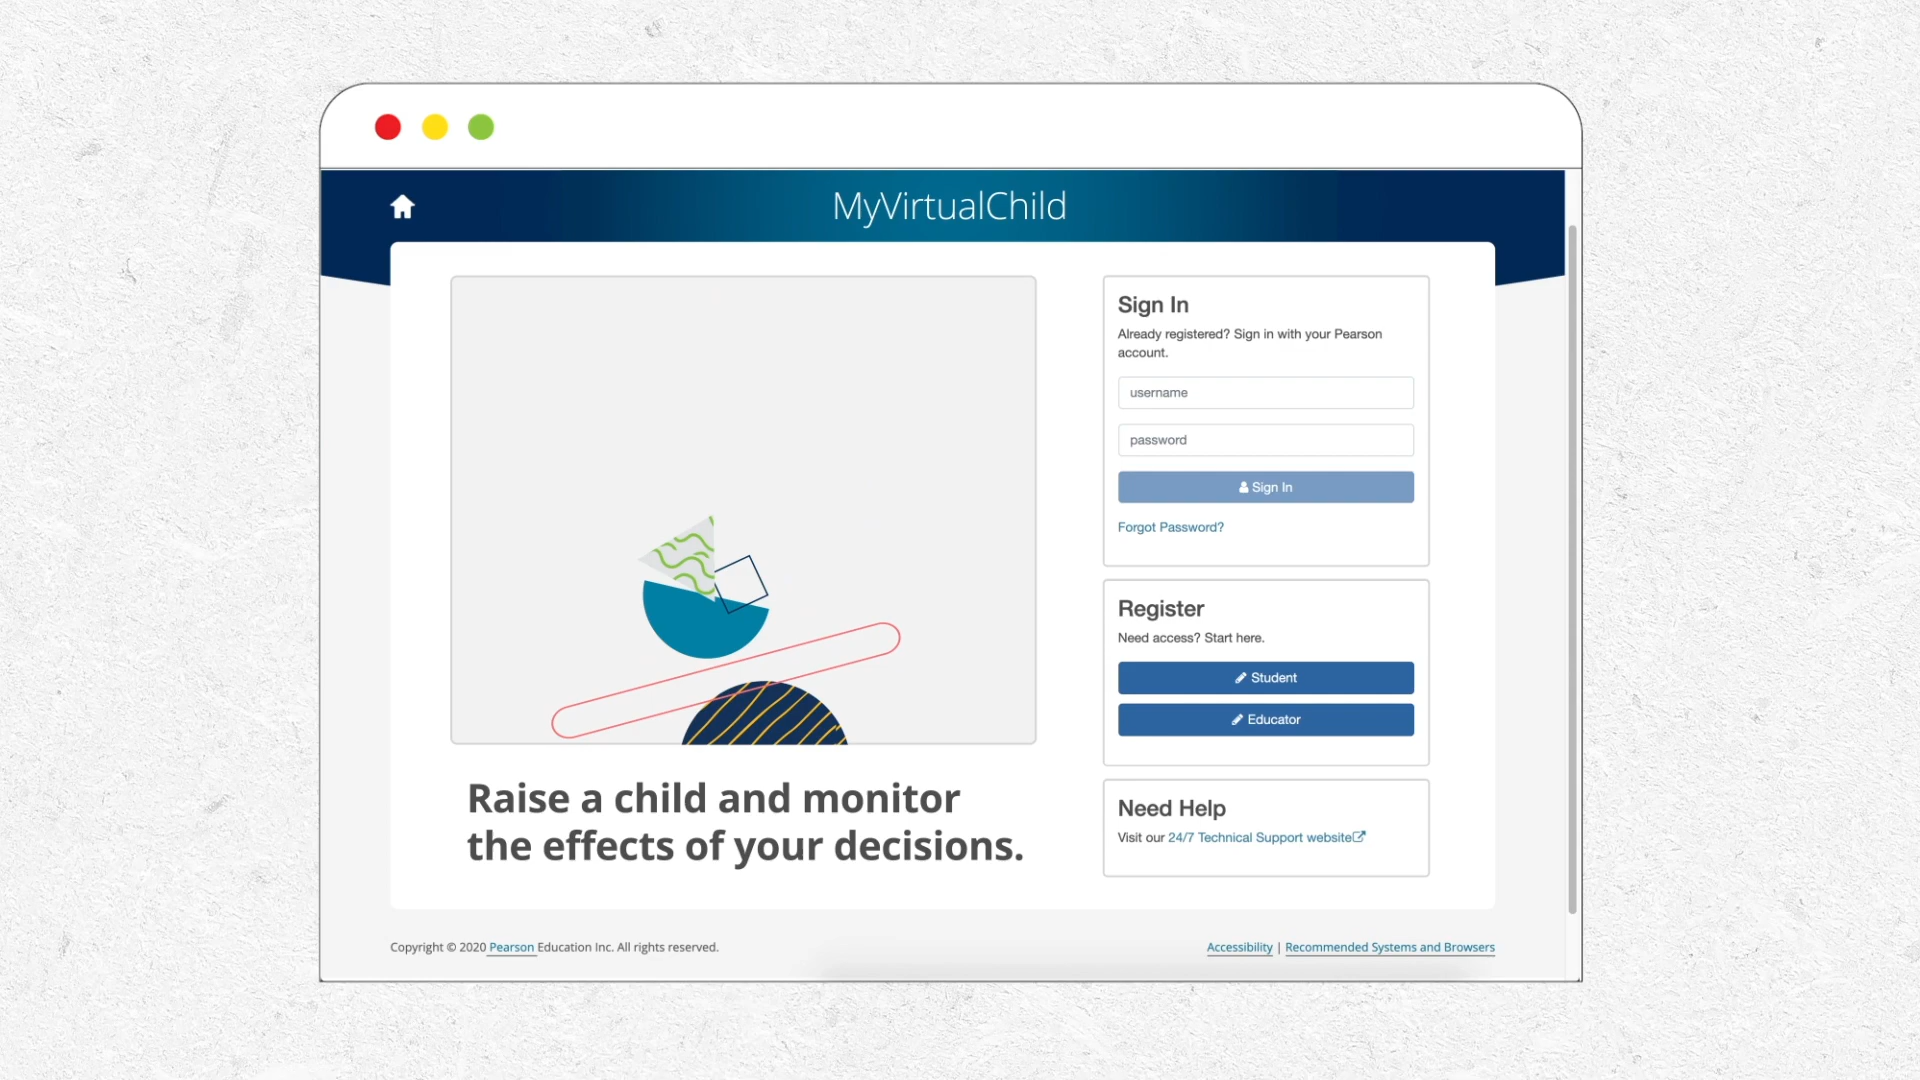 MyVirtualChild
Raise a child and monitor
the effects of your decisions.
Sign In
Already registered? Sign in with your Pearson
account.
username
password
Sign In
Forgot Password?
Register
Need access? Start here.
Student
Educator
Need Help
Visit our 24/7 Technical Support website
Copyright © 2020 Pearson Education Inc. All rights reserved.
Accessibility | Recommended Systems and Browsers